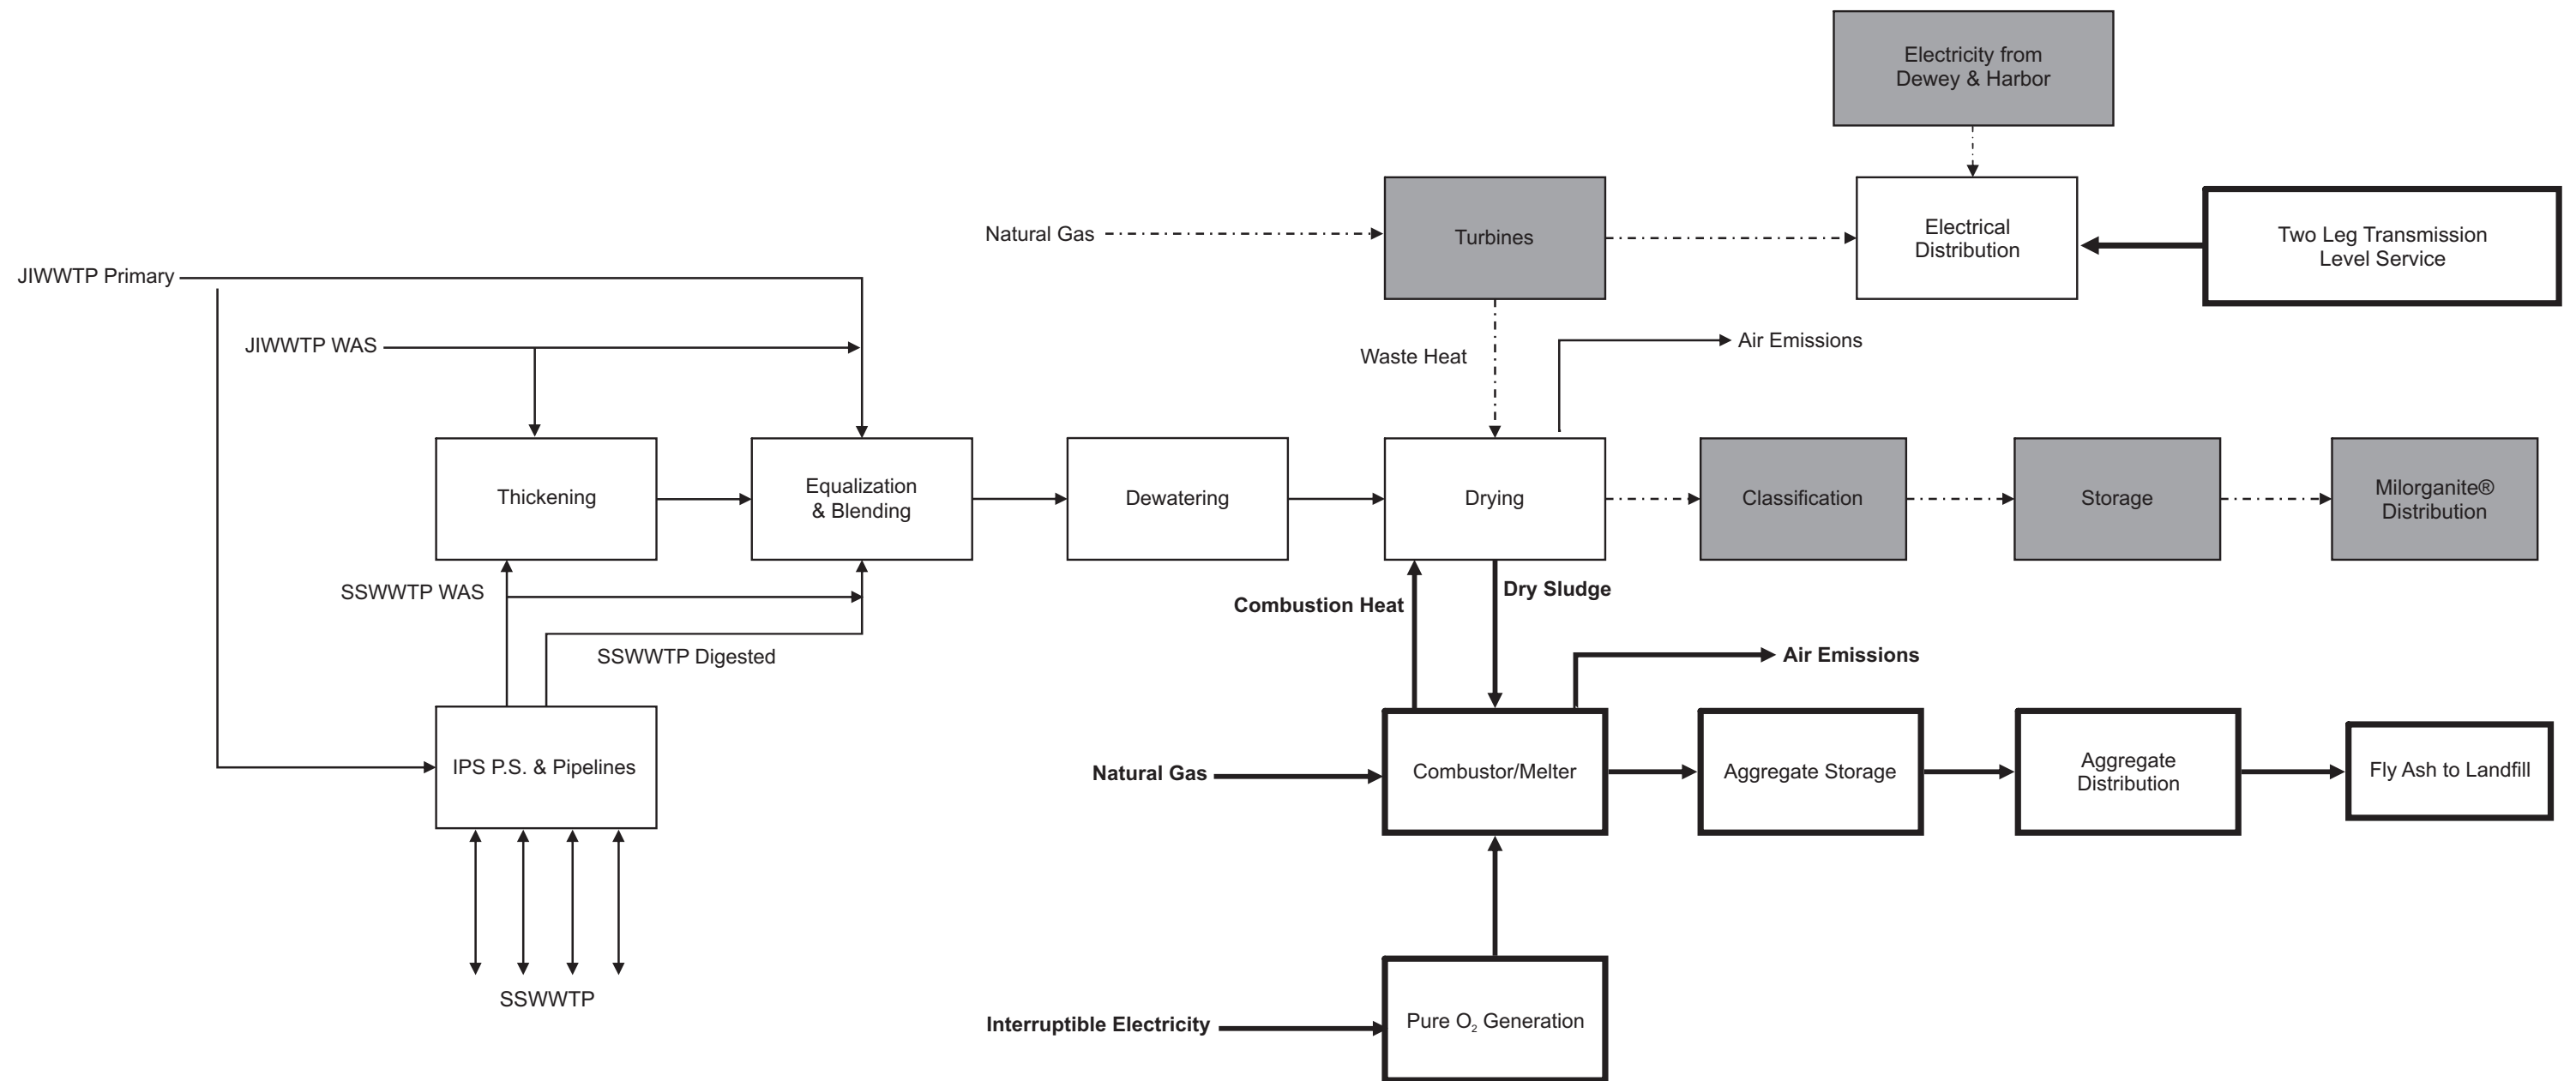 Electricity from
Dewey & Harbor
Natural Gas
Turbines
Electrical
Distribution
Two Leg Transmission
Level Service
JIWWTP Primary
JIWWTP WAS
Waste Heat
Air Emissions
Thickening
Equalization
& Blending
Dewatering
Drying
Classification
Storage
Milorganite®
Distribution
SSWWTP WAS
Combustion Heat
Dry Sludge
SSWWTP Digested
Air Emissions
IPS P.S. & Pipelines
Natural Gas
Combustor/Melter
Aggregate Storage
Aggregate
Distribution
Fly Ash to Landfill
SSWWTP
Interruptible Electricity
Pure O₂ Generation